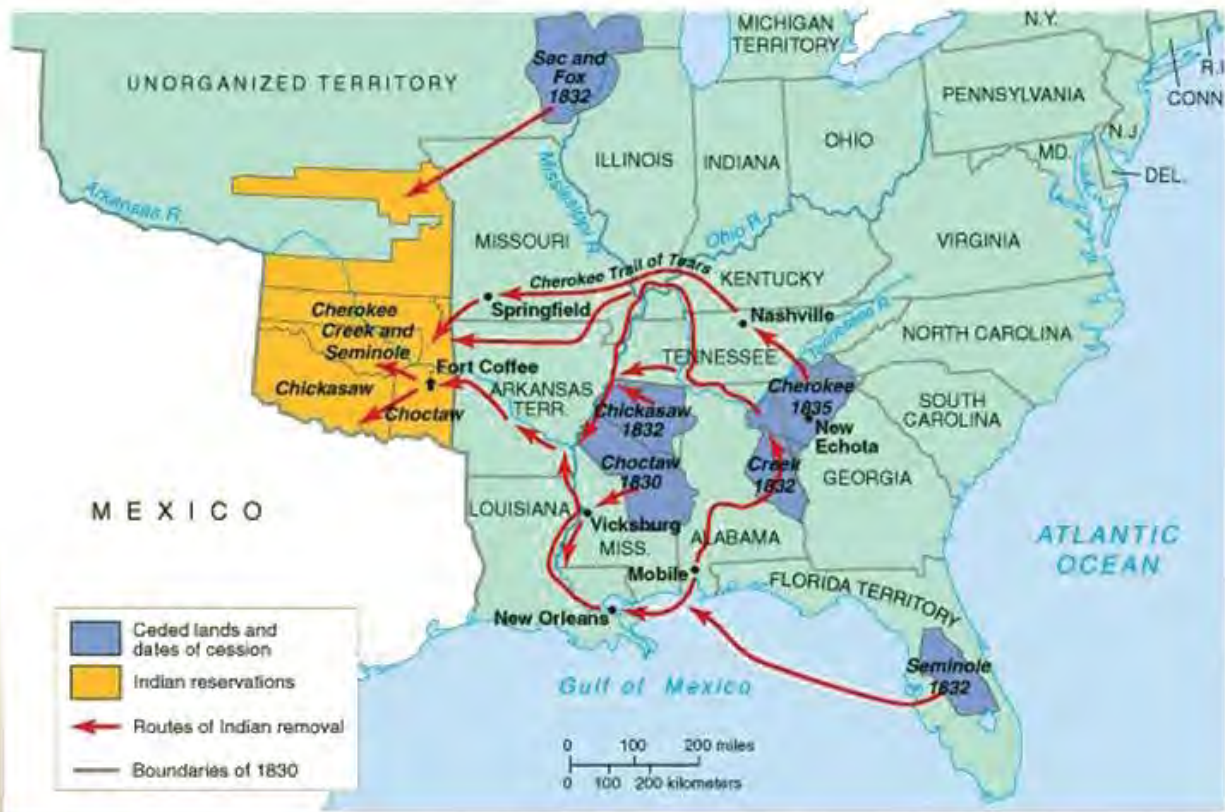 N.Y.
MICHIGAN
TERRITORY
Sac and
Fox
1832
UNORGANIZED TERRITORY
R.I.
CONN
PENNSYLVANIA
N.J.
OHIO
ILLINOIS
INDIANA
MD.
DEL.
Mississippi R.
Arkansas R.
Ohio R.
MISSOURI
VIRGINIA
Cherokee Trail of Tears
KENTUCKY
Springfield
Nashville
Tennessee R.
NORTH CAROLINA
Cherokee
Creek and
Seminole
TENNESSEE
Fort Coffee
Chickasaw
Choctaw
ARKANSAS
TERR.
Cherokee
1835
SOUTH
CAROLINA
Chickasaw
1832
New
Echota
Choctaw
1830
Creek
1832
GEORGIA
MEXICO
LOUISIANA
Vicksburg
MISS.
ALABAMA
ATLANTIC
OCEAN
Mobile
FLORIDA TERRITORY
New Orleans
Seminole
1832
Gulf of Mexico
Ceded lands and
dates of cession
Indian reservations
Routes of Indian removal
Boundaries of 1830
0 100 200 miles
0 100 200 kilometers